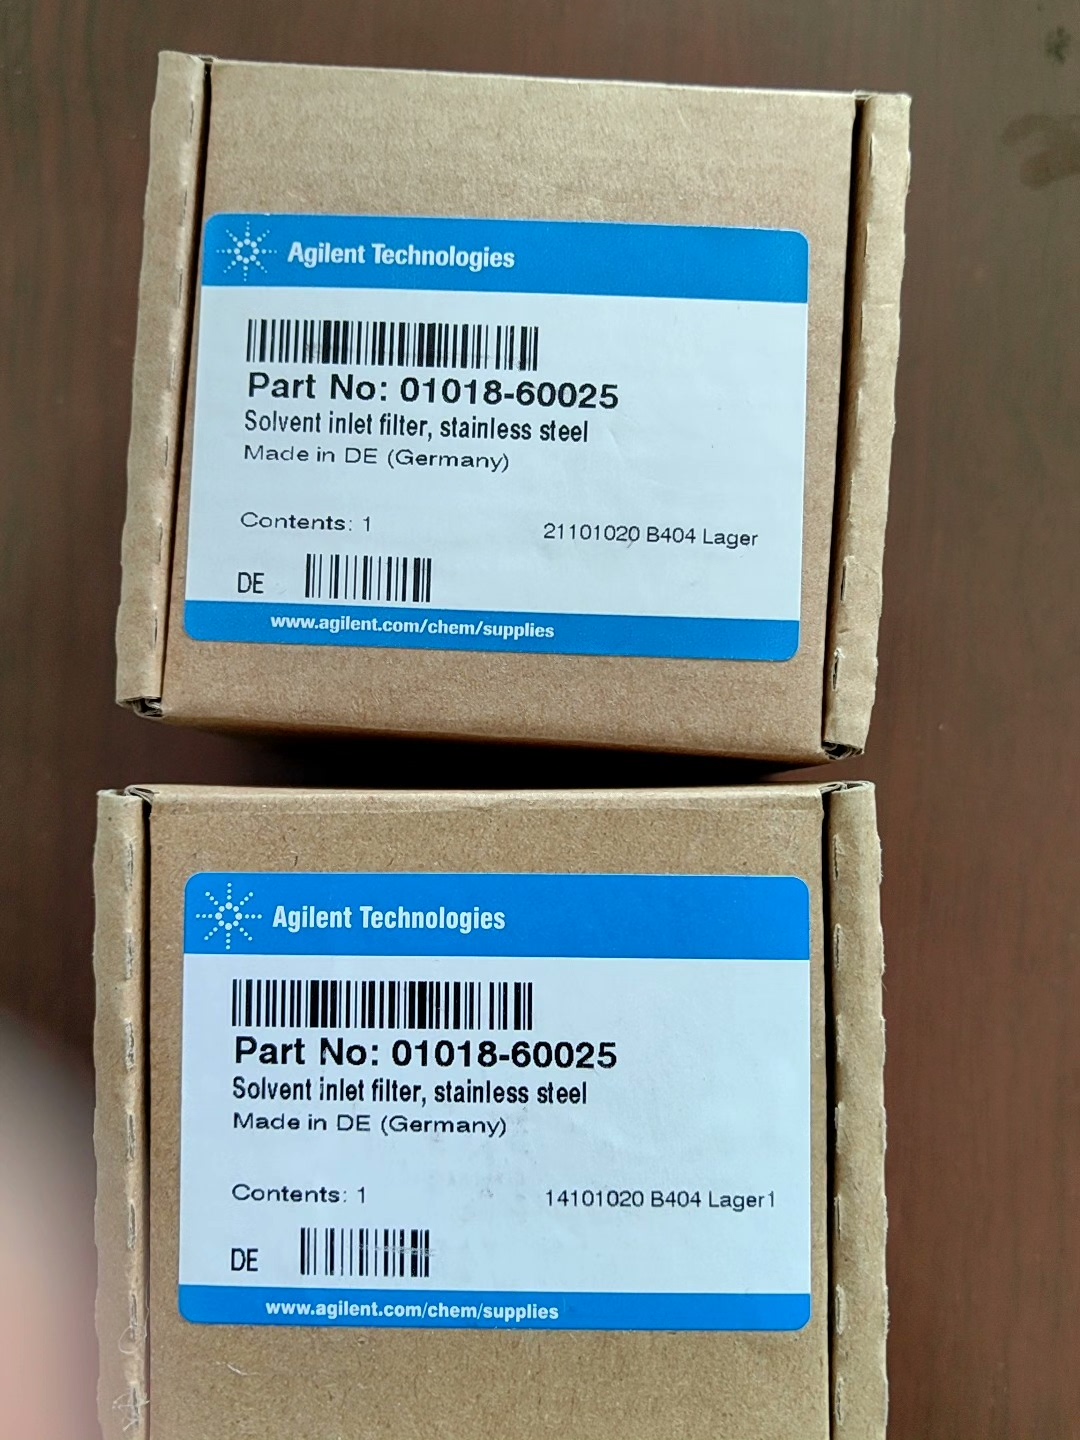 Agilent Technologies
Part No: 01018-60025
Solvent inlet filter, stainless steel
Made in DE (Germany)
Contents: 1
21101020 B404 Lager
DE
www.agilent.com/chem/supplies
Agilent Technologies
Part No: 01018-60025
Solvent inlet filter, stainless steel
Made in DE (Germany)
Contents: 1
14101020 B404 Lager1
DE
www.agilent.com/chem/supplies